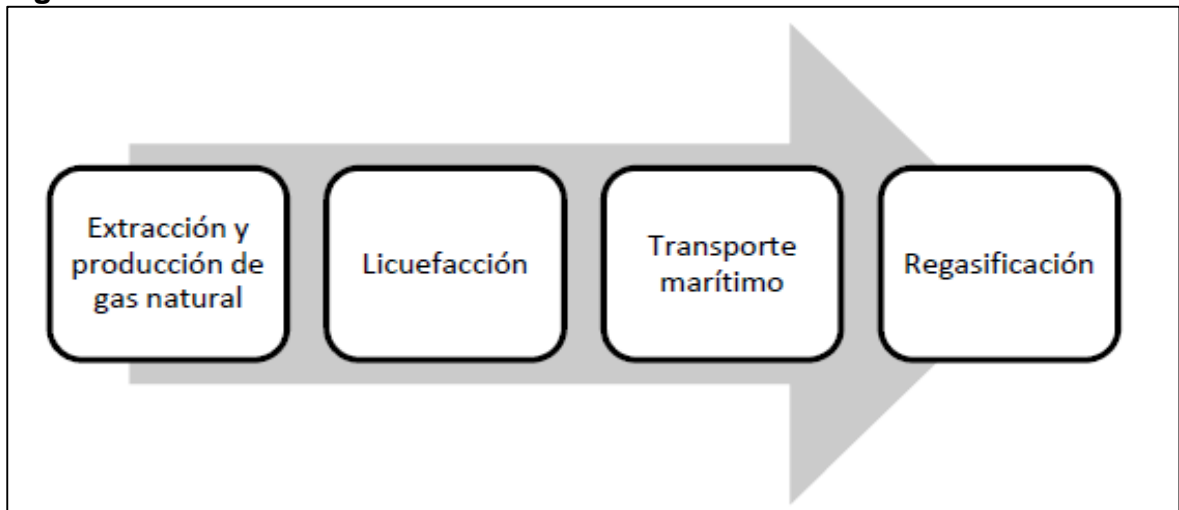 Extracción y
producción de
gas natural
Licuefacción
Transporte
marítimo
Regasificación